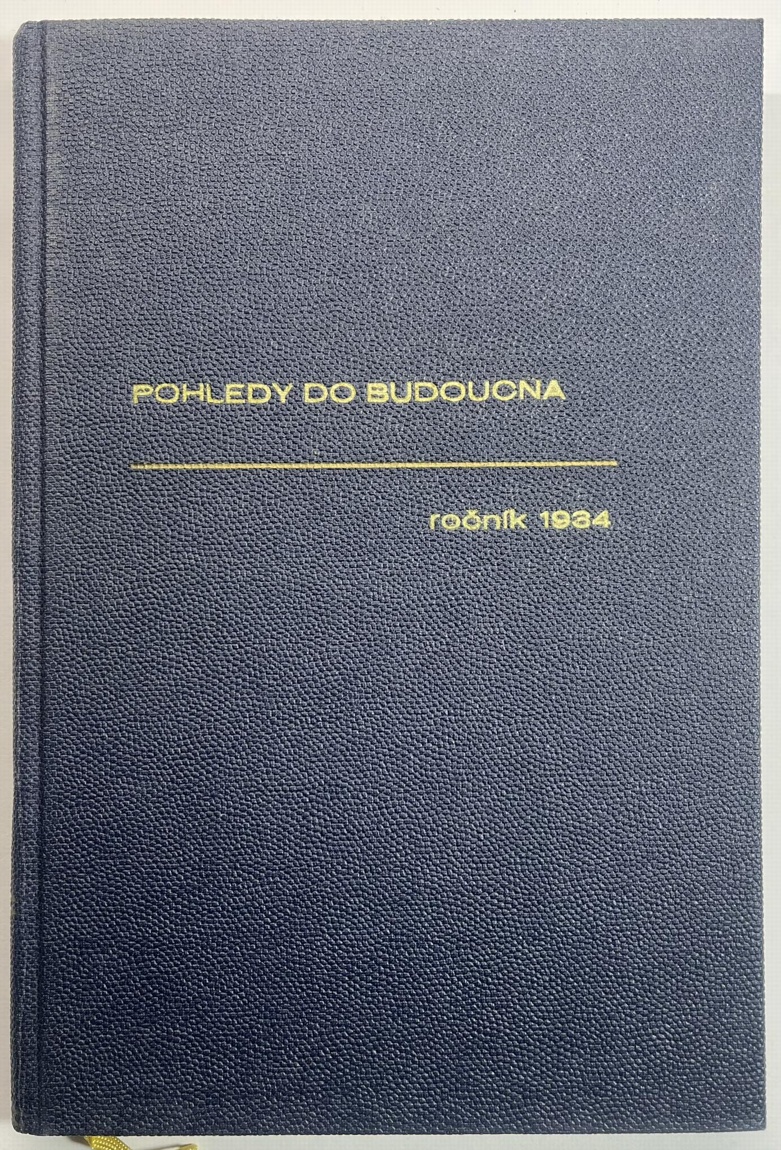 POHLEDY DO BUDOUCNA
ročník 1934